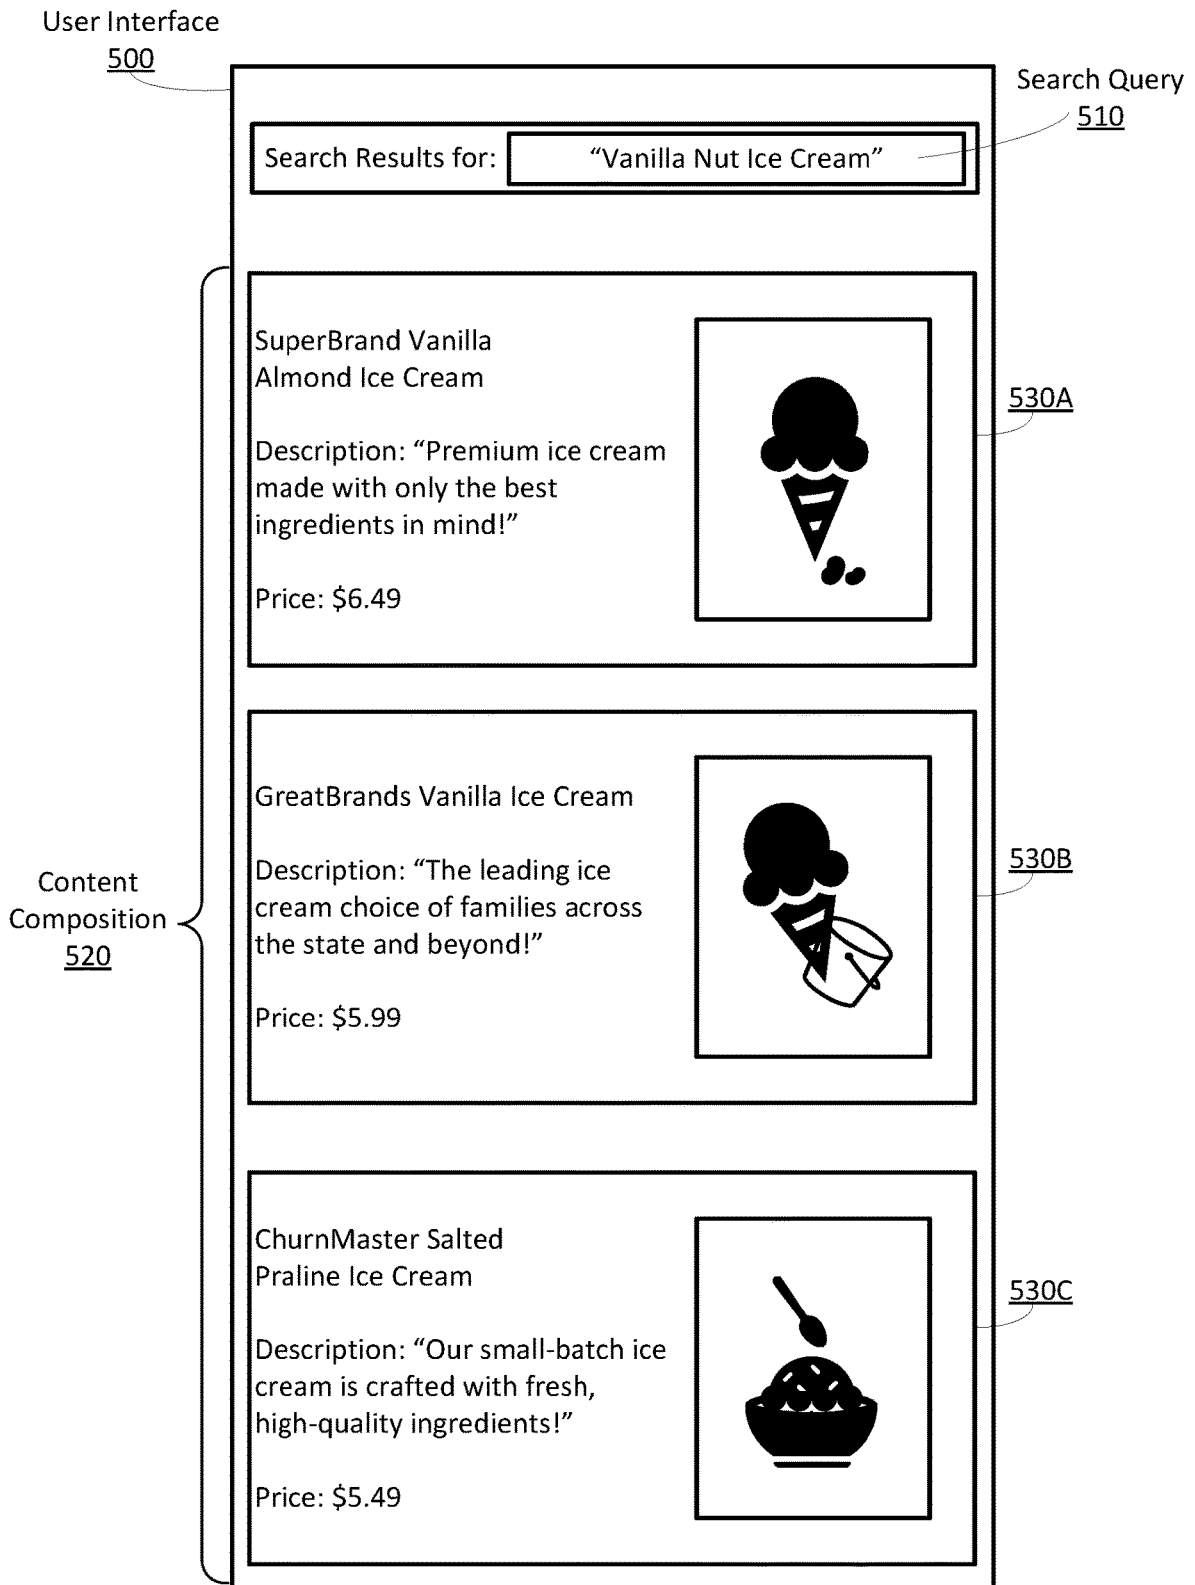 User Interface
500
Search Query
510
Search Results for:
“Vanilla Nut Ice Cream”
SuperBrand Vanilla
Almond Ice Cream
Description: “Premium ice cream
made with only the best
ingredients in mind!”
Price: $6.49
530A
GreatBrands Vanilla Ice Cream
Description: “The leading ice
cream choice of families across
the state and beyond!”
Price: $5.99
530B
Content
Composition
520
ChurnMaster Salted
Praline Ice Cream
Description: “Our small-batch ice
cream is crafted with fresh,
high-quality ingredients!”
Price: $5.49
530C